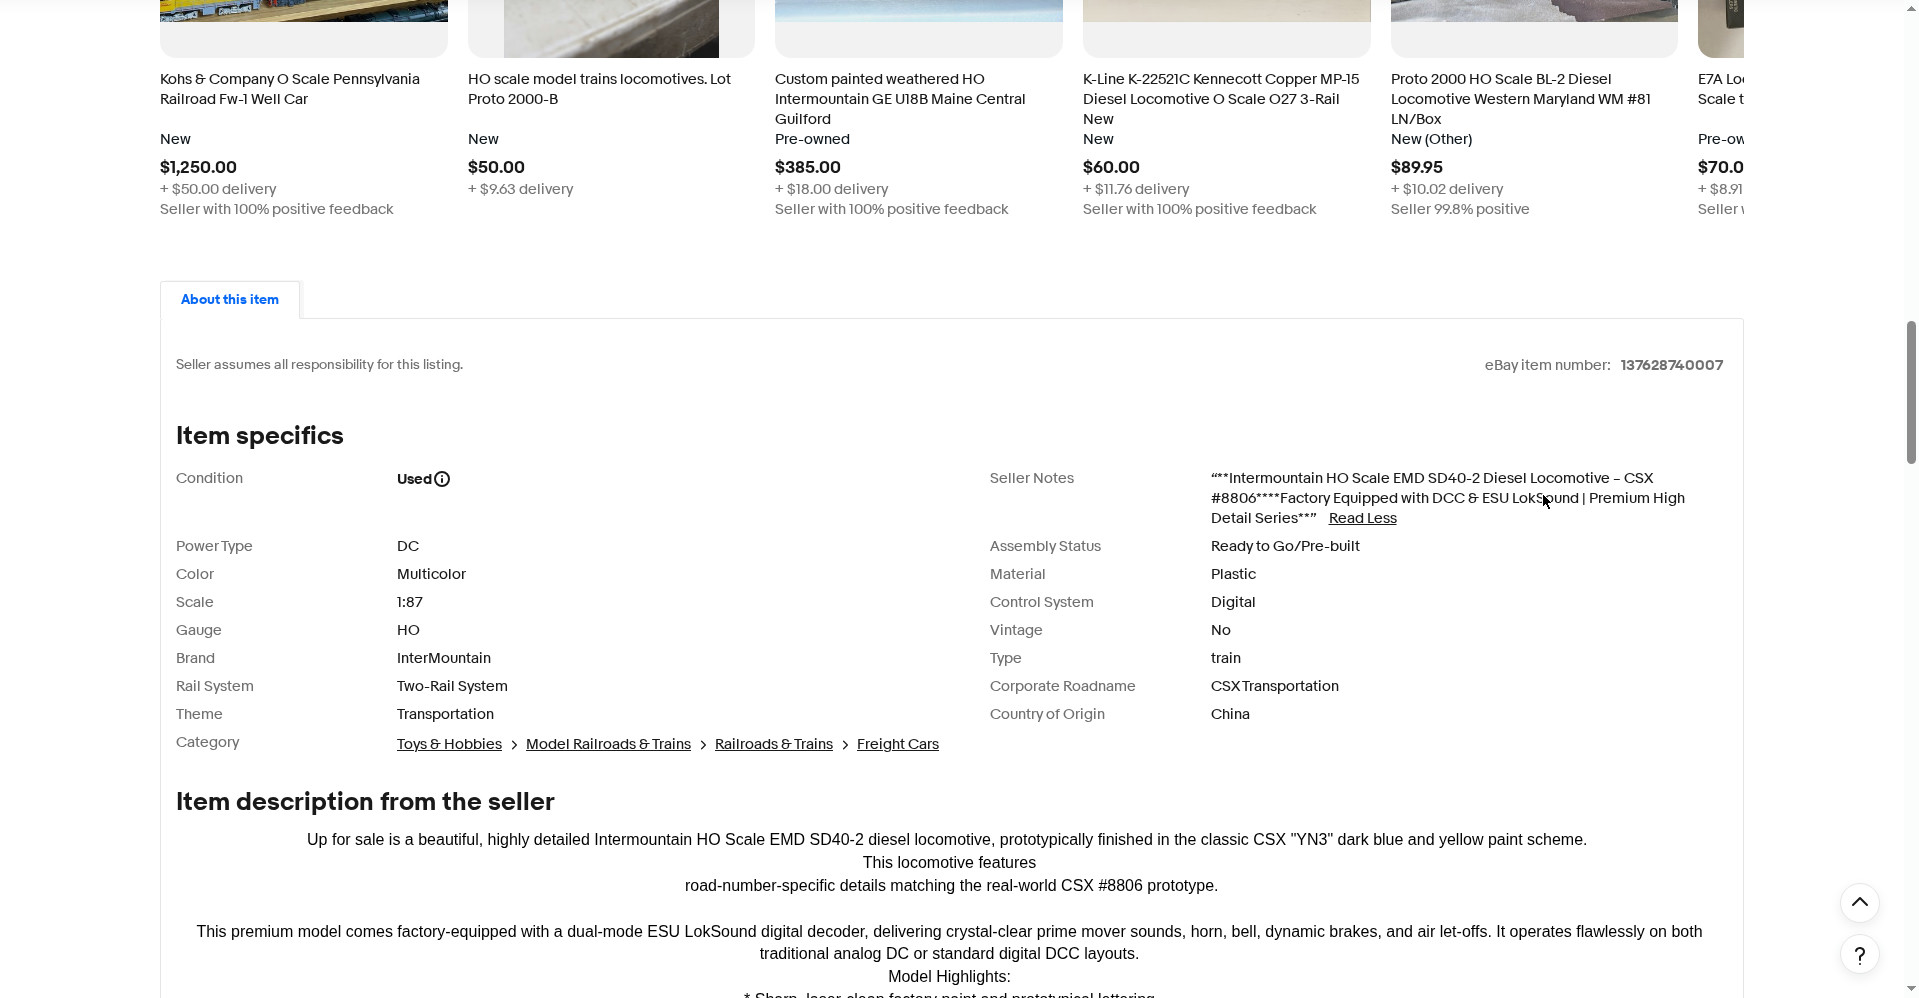 Kohs & Company O Scale Pennsylvania
Railroad Fw-1 Well Car
New
$1,250.00
+ $50.00 delivery
Seller with 100% positive feedback
HO scale model trains locomotives. Lot
Proto 2000-B
New
$50.00
+ $9.63 delivery
Custom painted weathered HO
Intermountain GE U18B Maine Central
Guilford
Pre-owned
$385.00
+ $18.00 delivery
Seller with 100% positive feedback
K-Line K-22521C Kennecott Copper MP-15
Diesel Locomotive O Scale O27 3-Rail
New
New
$60.00
+ $11.76 delivery
Seller with 100% positive feedback
Proto 2000 HO Scale BL-2 Diesel
Locomotive Western Maryland WM #81
LN/Box
New (Other)
$89.95
+ $10.02 delivery
Seller 99.8% positive
E7A
Scale
$70.0
+ $8.91
Seller
About this item
Seller assumes all responsibility for this listing.
eBay item number: 137628740007
Item specifics
Condition Used
Seller Notes “**Intermountain HO Scale EMD SD40-2 Diesel Locomotive – CSX
#8806****Factory Equipped with DCC & ESU LokSound | Premium High
Detail Series**” Read Less
Power Type DC
Assembly Status Ready to Go/Pre-built
Color Multicolor
Material Plastic
Scale 1:87
Control System Digital
Gauge HO
Vintage No
Brand InterMountain
Type train
Rail System Two-Rail System
Corporate Roadname CSX Transportation
Theme Transportation
Country of Origin China
Category Toys & Hobbies > Model Railroads & Trains > Railroads & Trains > Freight Cars
Item description from the seller
Up for sale is a beautiful, highly detailed Intermountain HO Scale EMD SD40-2 diesel locomotive, prototypically finished in the classic CSX "YN3" dark blue and yellow paint scheme.
This locomotive features
road-number-specific details matching the real-world CSX #8806 prototype.
This premium model comes factory-equipped with a dual-mode ESU LokSound digital decoder, delivering crystal-clear prime mover sounds, horn, bell, dynamic brakes, and air let-offs. It operates flawlessly on both
traditional analog DC or standard digital DCC layouts.
Model Highlights:
* Sharp, laser-clean factory paint and prototypical lettering
?